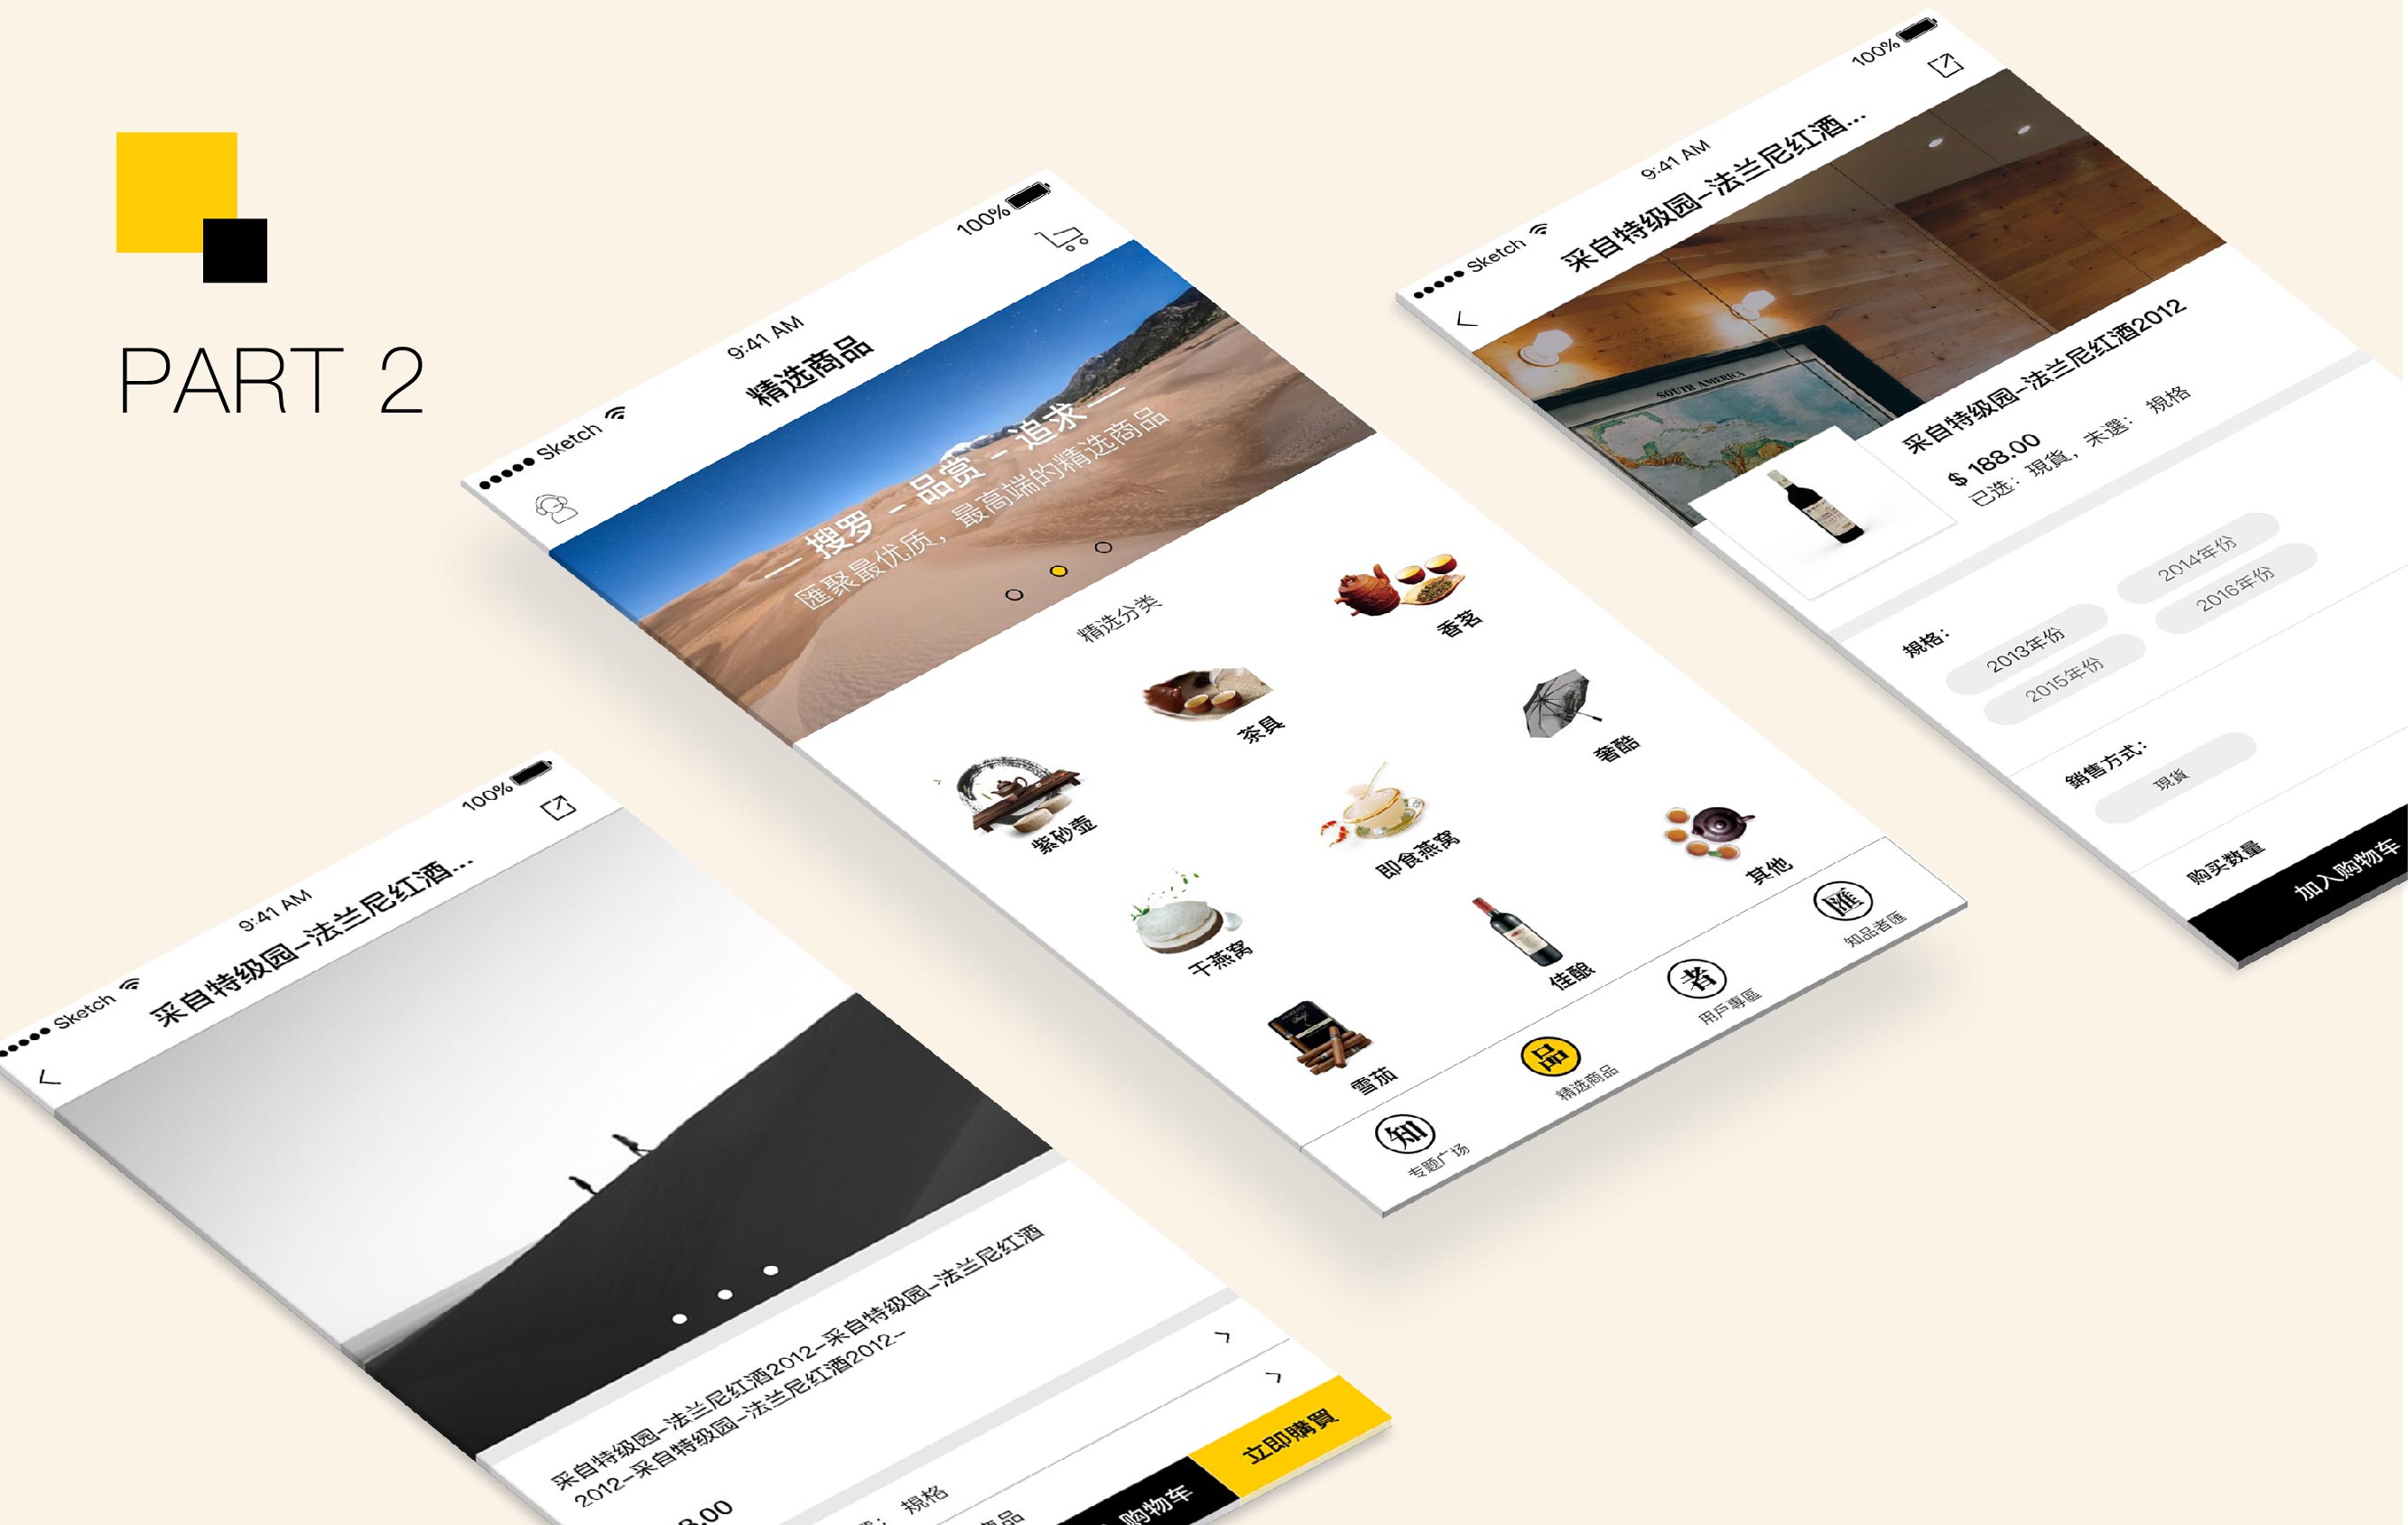 PART 2
Sketch 9:41 AM 100%
精选商品
— 搜罗 – 品赏 – 追求 —
匯聚最优质，最高端的精选商品
精选分类
紫砂壶
茶具
香茗
干燕窝
即食燕窝
奢酷
雪茄
佳酿
其他
知
专题广场
品
精选商品
者
用戶專區
匯
知品者匯
Sketch 9:41 AM 100%
采自特级园–法兰尼红酒...
SOUTH AMERICA
采自特级园–法兰尼红酒2012
$ 188.00
已选：現貨，未選：規格
規格：
2013年份
2014年份
2015年份
2016年份
銷售方式：
現貨
购买数量
加入购物车
Sketch 9:41 AM 100%
采自特级园–法兰尼红酒...
采自特级园–法兰尼红酒2012–采自特级园–法兰尼红酒
2012–采自特级园–法兰尼红酒2012–
8.00
：規格
商品
购物车
立即購買